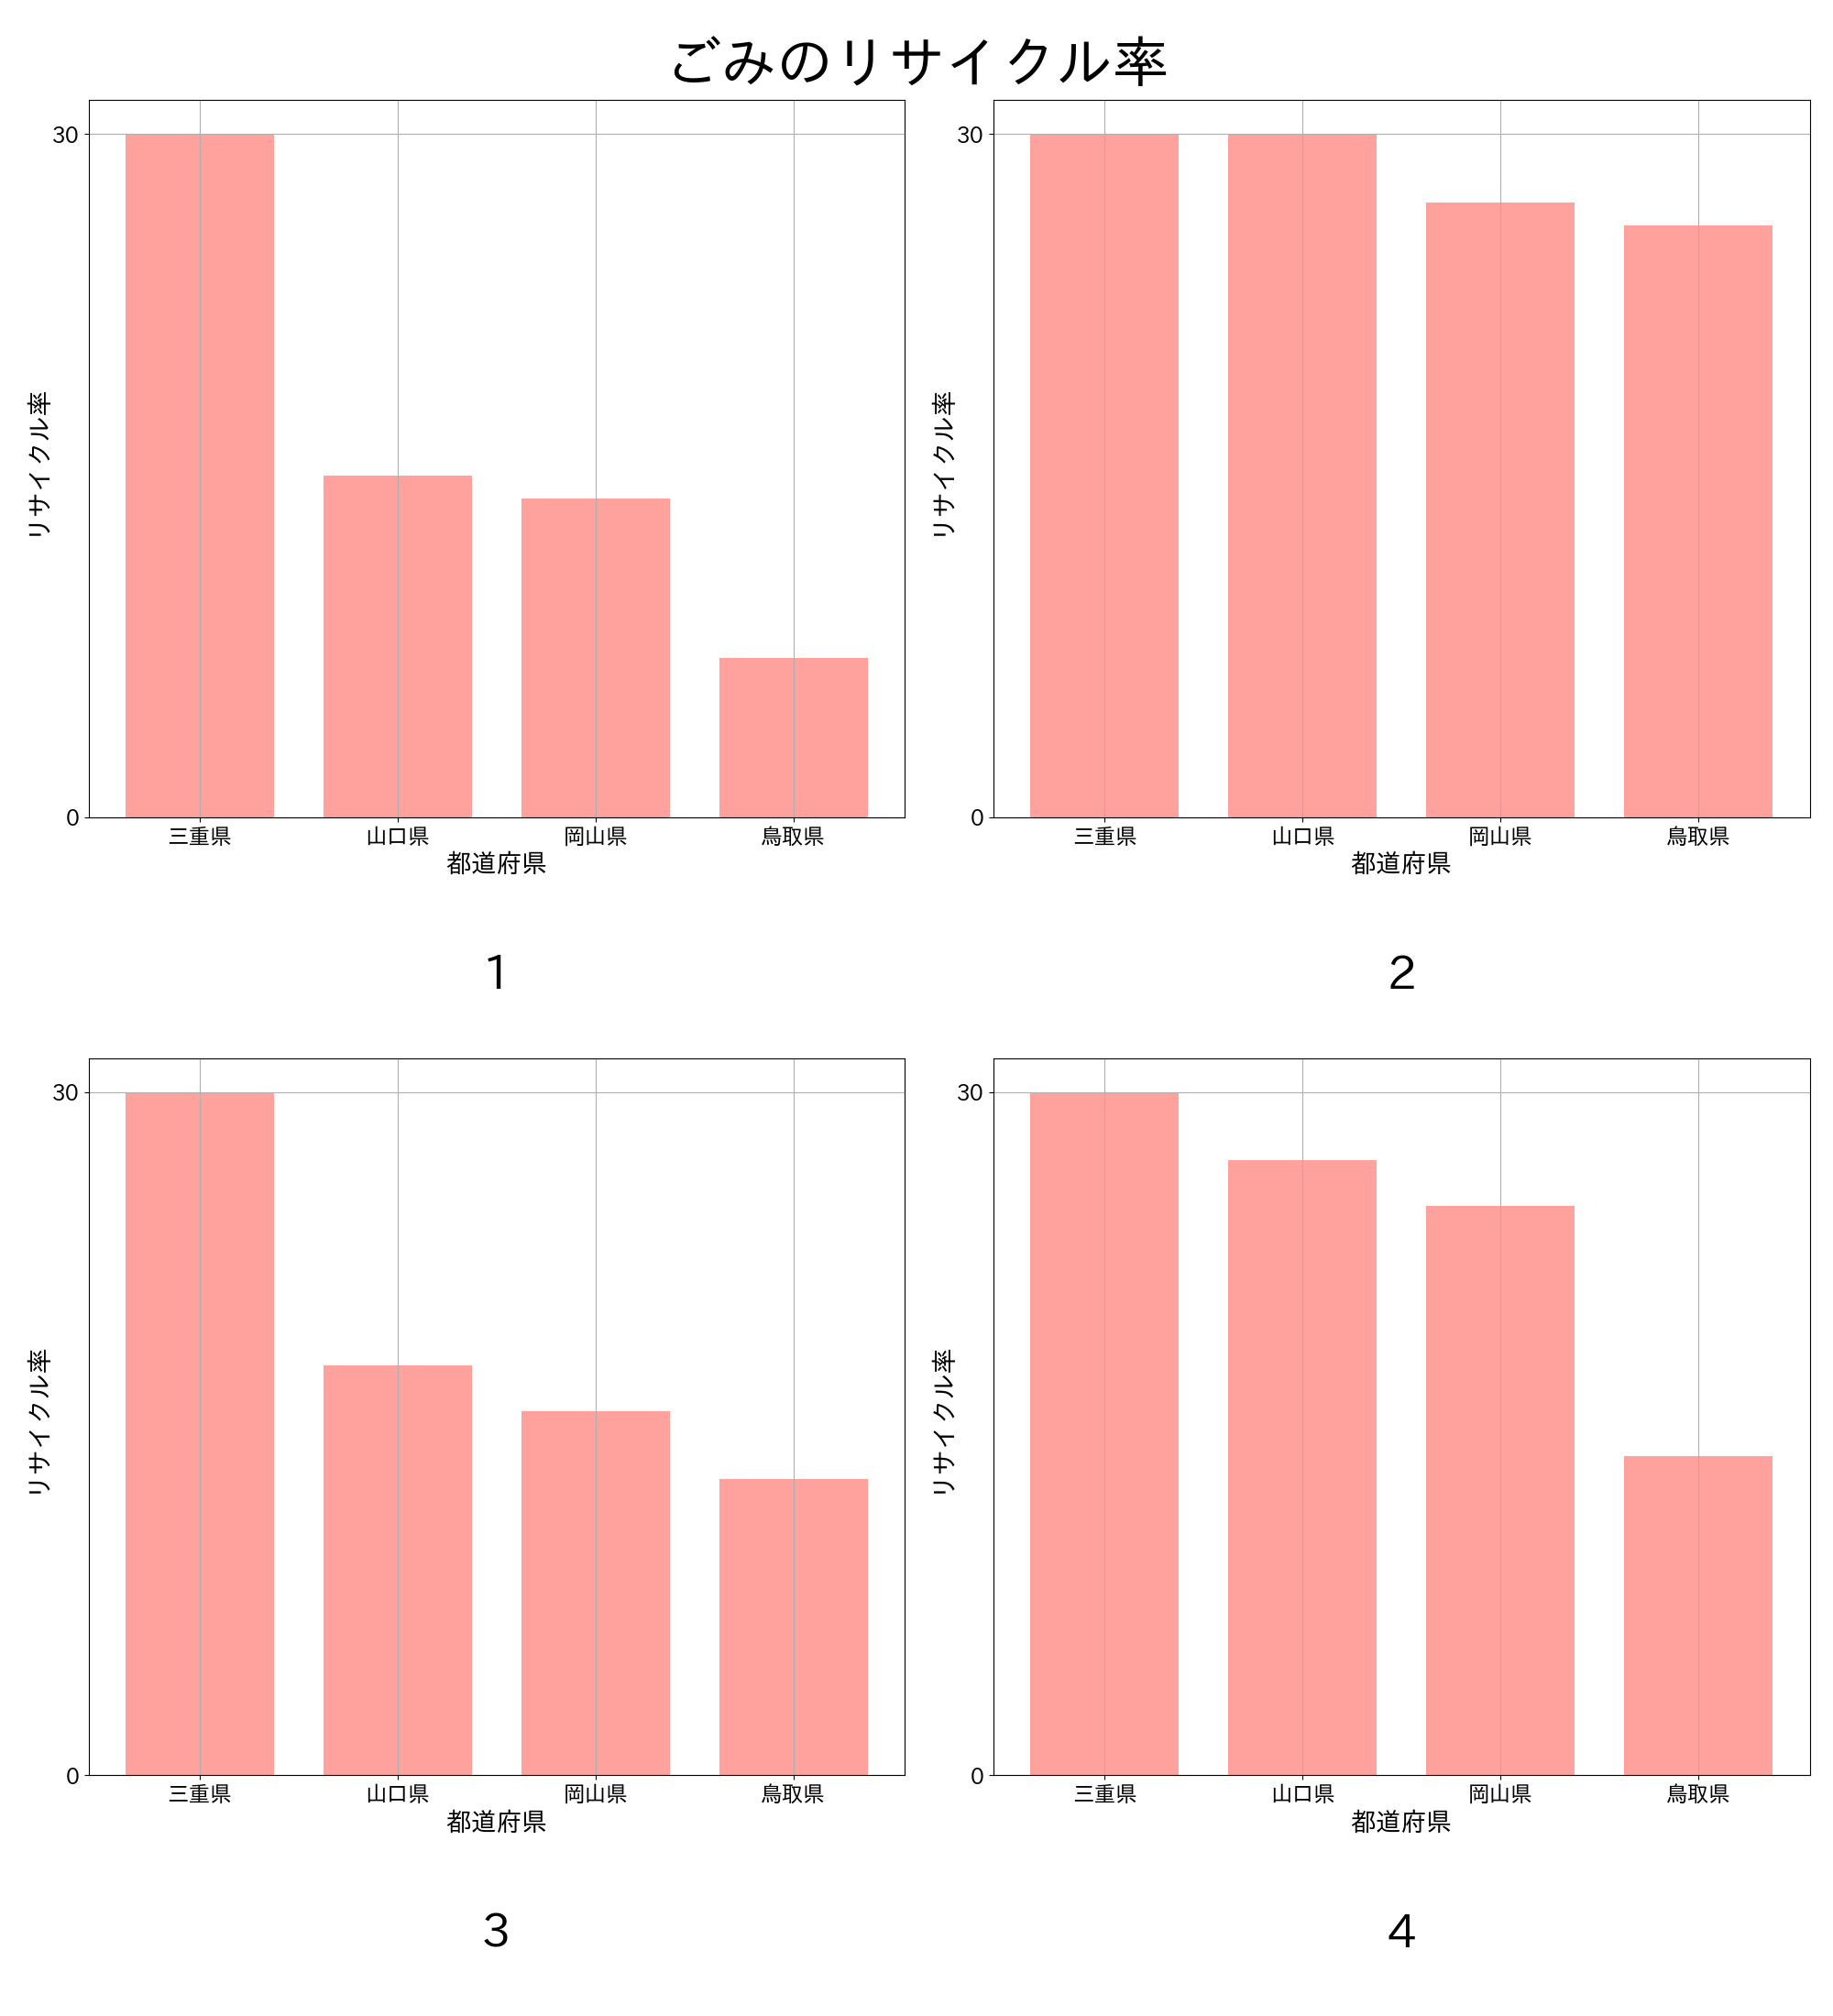 ごみのリサイクル率
30
リサイクル率
0
三重県 山口県 岡山県 鳥取県
都道府県
1
30
リサイクル率
0
三重県 山口県 岡山県 鳥取県
都道府県
2
30
リサイクル率
0
三重県 山口県 岡山県 鳥取県
都道府県
3
30
リサイクル率
0
三重県 山口県 岡山県 鳥取県
都道府県
4